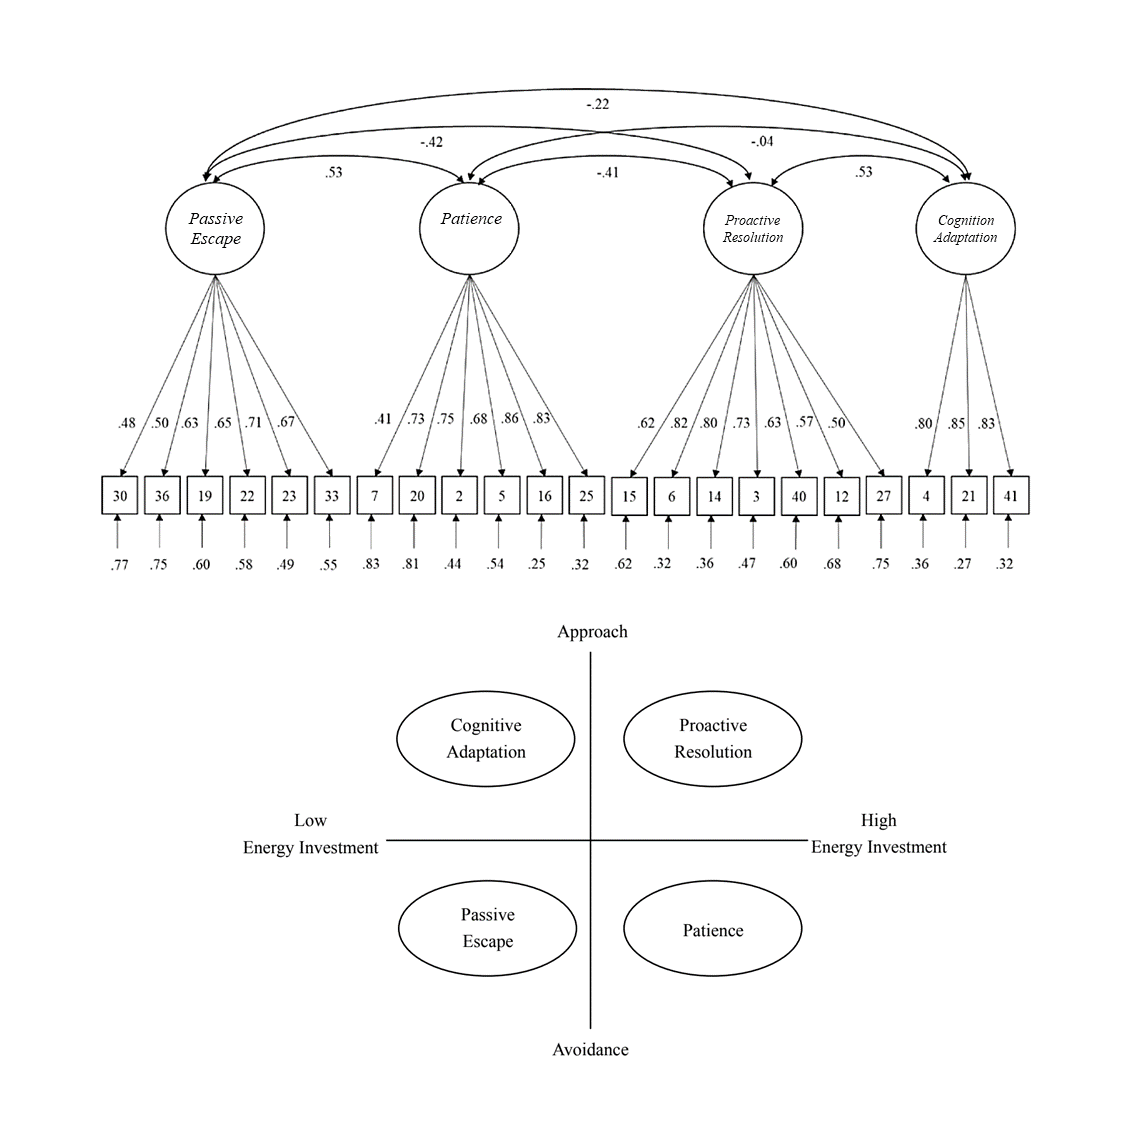 -.22
-.42
-.04
.53
-.41
.53
Passive
Escape
Patience
Proactive
Resolution
Cognition
Adaptation
.48 .50 .63 .65 .71 .67 .41 .73 .75 .68 .86 .83 .62 .82 .80 .73 .63 .57 .50 .80 .85 .83
30 36 19 22 23 33 7 20 2 5 16 25 15 6 14 3 40 12 27 4 21 41
.77 .75 .60 .58 .49 .55 .83 .81 .44 .54 .25 .32 .62 .32 .36 .47 .60 .68 .75 .36 .27 .32
Approach
Cognitive
Adaptation
Proactive
Resolution
Low
Energy Investment
High
Energy Investment
Passive
Escape
Patience
Avoidance